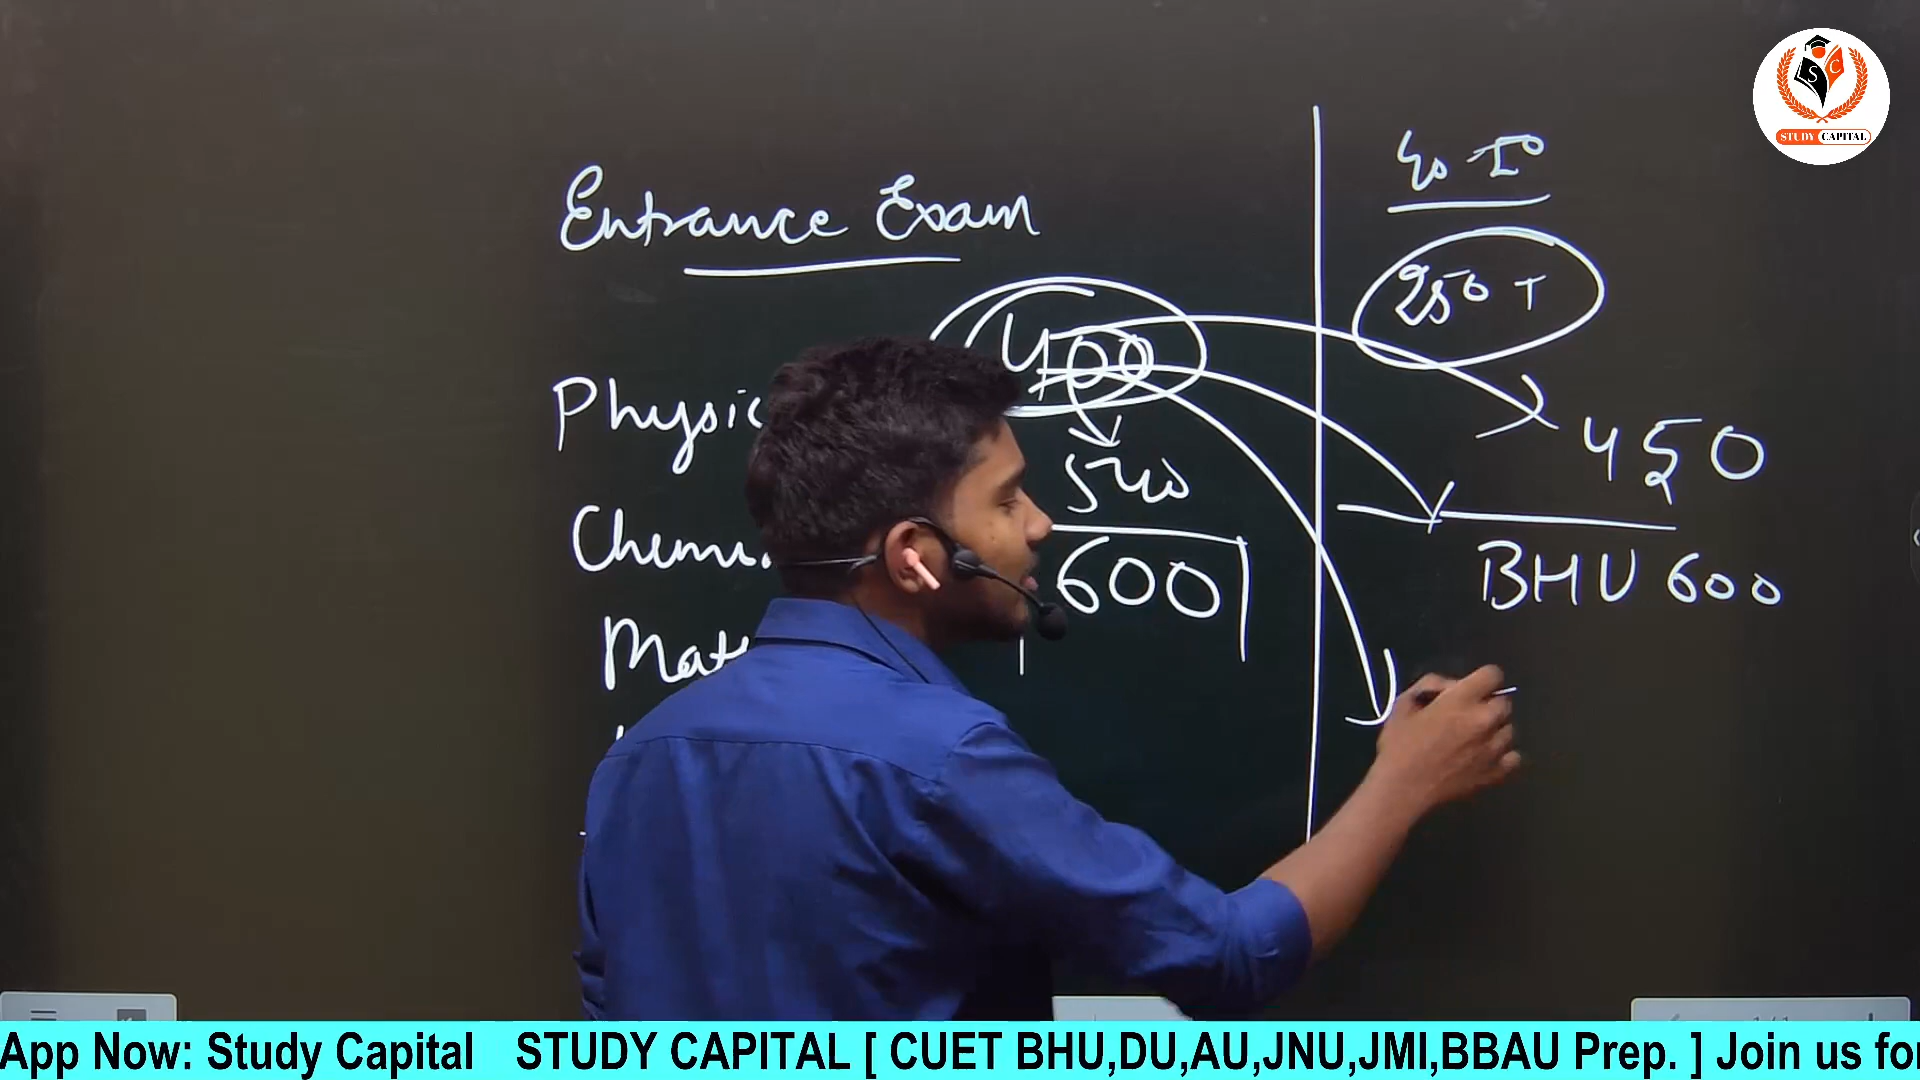 STUDY CAPITAL
Entrance Exam
400
Physic
540
Chem
600
Mat
250 +
450
BHU 600
App Now: Study Capital STUDY CAPITAL [ CUET BHU,DU,AU,JNU,JMI,BBAU Prep. ] Join us for